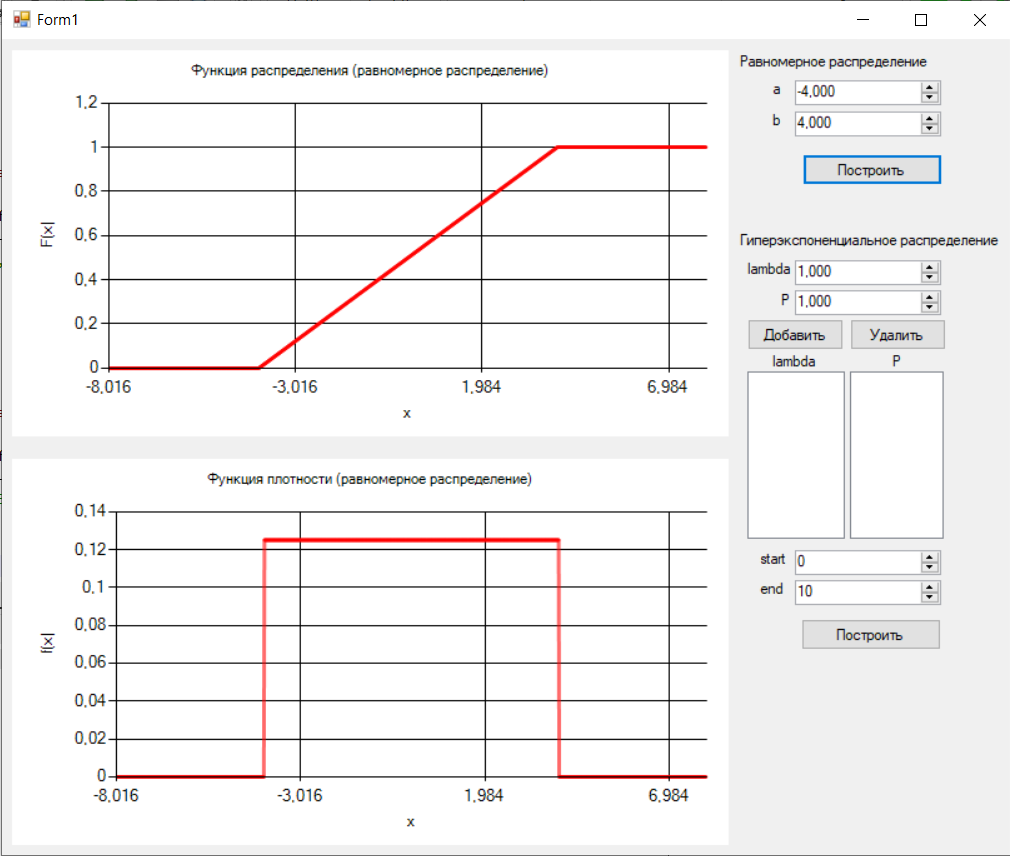 Form1
Функция распределения (равномерное распределение)
1,2
1
0,8
0,6
0,4
0,2
0
F(x)
-8,016 -3,016 1,984 6,984
x
Функция плотности (равномерное распределение)
0,14
0,12
0,1
0,08
0,06
0,04
0,02
0
f(x)
-8,016 -3,016 1,984 6,984
x
Равномерное распределение
a -4,000
b 4,000
Построить
Гиперэкспоненциальное распределение
lambda 1,000
P 1,000
Добавить Удалить
lambda P
start 0
end 10
Построить